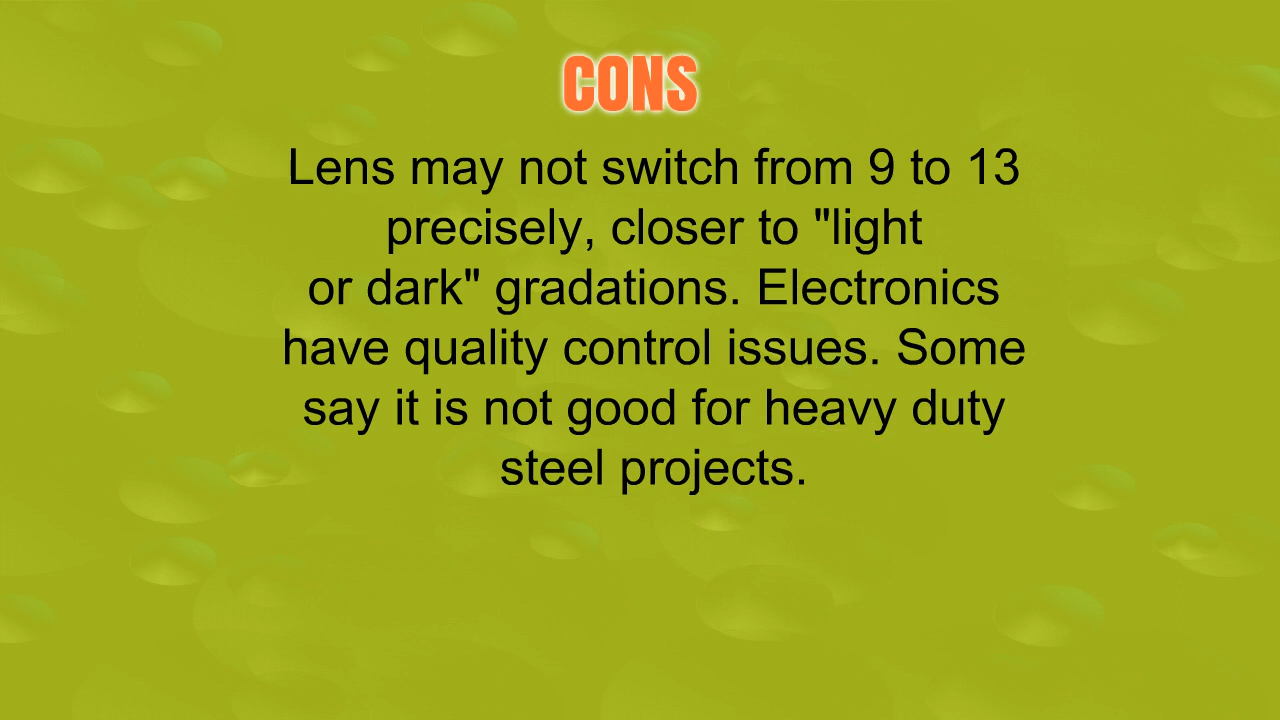 CONS
Lens may not switch from 9 to 13
precisely, closer to "light
or dark" gradations. Electronics
have quality control issues. Some
say it is not good for heavy duty
steel projects.